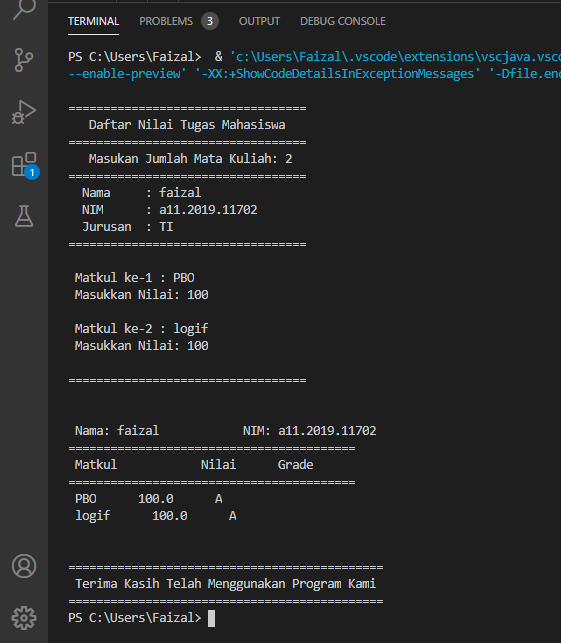 TERMINAL PROBLEMS 3 OUTPUT DEBUG CONSOLE
PS C:\Users\Faizal> & 'c:\Users\Faizal\.vscode\extensions\vscjava.vsc
--enable-preview' '-XX:+ShowCodeDetailsInExceptionMessages' '-Dfile.en
==================================
Daftar Nilai Tugas Mahasiswa
==================================
Masukan Jumlah Mata Kuliah: 2
==================================
Nama : faizal
NIM : a11.2019.11702
Jurusan : TI
==================================
Matkul ke-1 : PBO
Masukkan Nilai: 100
Matkul ke-2 : logif
Masukkan Nilai: 100
==================================
Nama: faizal NIM: a11.2019.11702
=========================================
Matkul Nilai Grade
=========================================
PBO 100.0 A
logif 100.0 A
=============================================
Terima Kasih Telah Menggunakan Program Kami
=============================================
PS C:\Users\Faizal>
1